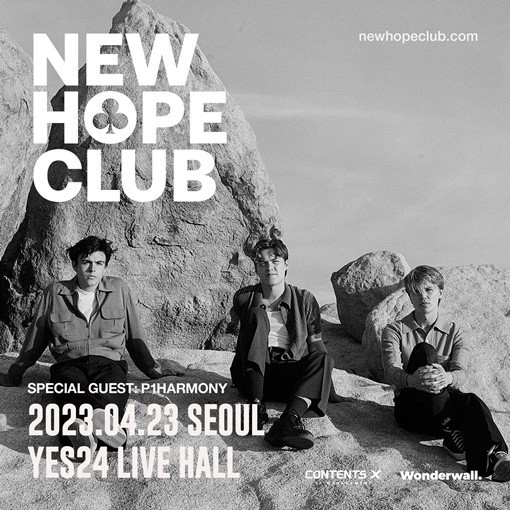 newhopeclub.com
NEW
HOPE
CLUB
SPECIAL GUEST: P1HARMONY
2023.04.23 SEOUL
YES24 LIVE HALL
CONTENTS X
Wonderwall.